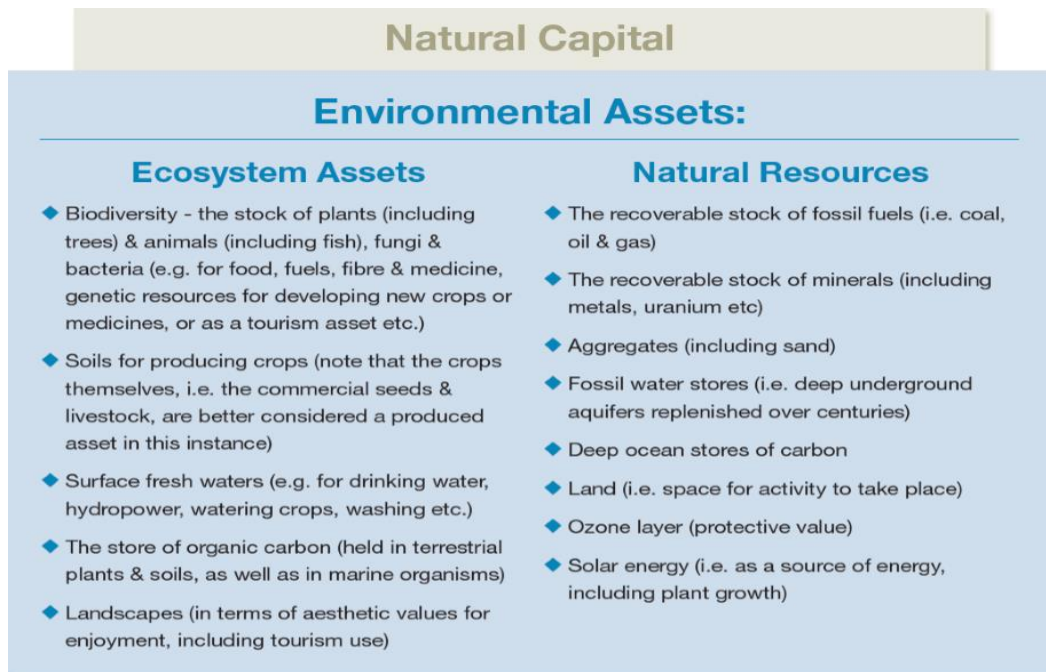 Natural Capital
Environmental Assets:
Ecosystem Assets
◆ Biodiversity - the stock of plants (including
trees) & animals (including fish), fungi &
bacteria (e.g. for food, fuels, fibre & medicine,
genetic resources for developing new crops or
medicines, or as a tourism asset etc.)
◆ Soils for producing crops (note that the crops
themselves, i.e. the commercial seeds &
livestock, are better considered a produced
asset in this instance)
◆ Surface fresh waters (e.g. for drinking water,
hydropower, watering crops, washing etc.)
◆ The store of organic carbon (held in terrestrial
plants & soils, as well as in marine organisms)
◆ Landscapes (in terms of aesthetic values for
enjoyment, including tourism use)
Natural Resources
◆ The recoverable stock of fossil fuels (i.e. coal,
oil & gas)
◆ The recoverable stock of minerals (including
metals, uranium etc)
◆ Aggregates (including sand)
◆ Fossil water stores (i.e. deep underground
aquifers replenished over centuries)
◆ Deep ocean stores of carbon
◆ Land (i.e. space for activity to take place)
◆ Ozone layer (protective value)
◆ Solar energy (i.e. as a source of energy,
including plant growth)